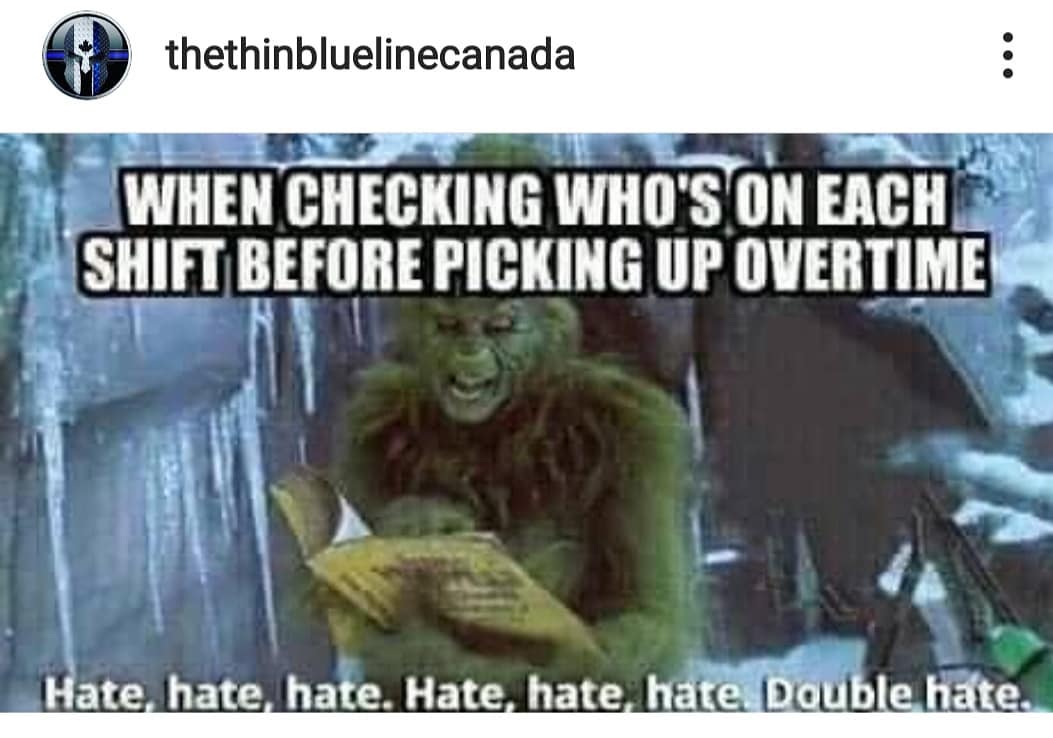 thethinbluelinecanada
WHEN CHECKING WHO'S ON EACH
SHIFT BEFORE PICKING UP OVERTIME
Hate, hate, hate. Hate, hate, hate. Double hate.